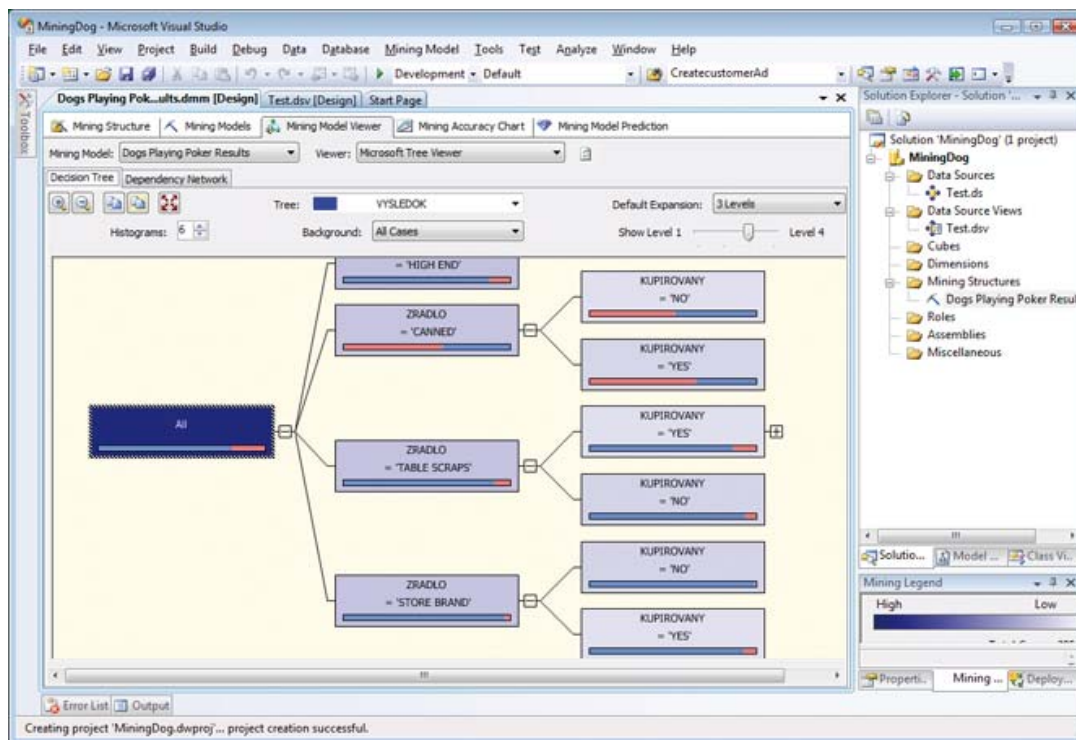 MiningDog - Microsoft Visual Studio
File Edit View Project Build Debug Data Database Mining Model Tools Test Analyze Window Help
Development Default CreatecustomerAd
Toolbox
Dogs Playing Pok...ults.dmm [Design] Test.dsv [Design] Start Page
Mining Structure Mining Models Mining Model Viewer Mining Accuracy Chart Mining Model Prediction
Mining Model: Dogs Playing Poker Results Viewer: Microsoft Tree Viewer
Decision Tree Dependency Network
Tree: VYSLEDOK Default Expansion: 3 Levels
Histograms: 6 Background: All Cases Show Level 1 Level 4
All
= 'HIGH END'
ZRADLO
= 'CANNED'
ZRADLO
= 'TABLE SCRAPS'
ZRADLO
= 'STORE BRAND'
KUPIROVANY
= 'NO'
KUPIROVANY
= 'YES'
KUPIROVANY
= 'YES'
KUPIROVANY
= 'NO'
KUPIROVANY
= 'NO'
KUPIROVANY
= 'YES'
Solution Explorer - Solution '...
Solution 'MiningDog' (1 project)
MiningDog
Data Sources
Test.ds
Data Source Views
Test.dsv
Cubes
Dimensions
Mining Structures
Dogs Playing Poker Resul
Roles
Assemblies
Miscellaneous
Solutio... Model ... Class Vi...
Mining Legend
High Low
Properti... Mining ... Deploy...
Error List Output
Creating project 'MiningDog.dwproj'... project creation successful.